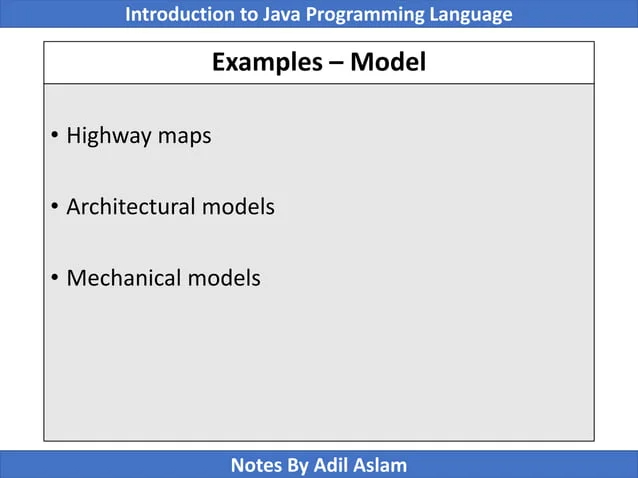 Introduction to Java Programming Language
Examples – Model
• Highway maps
• Architectural models
• Mechanical models
Notes By Adil Aslam